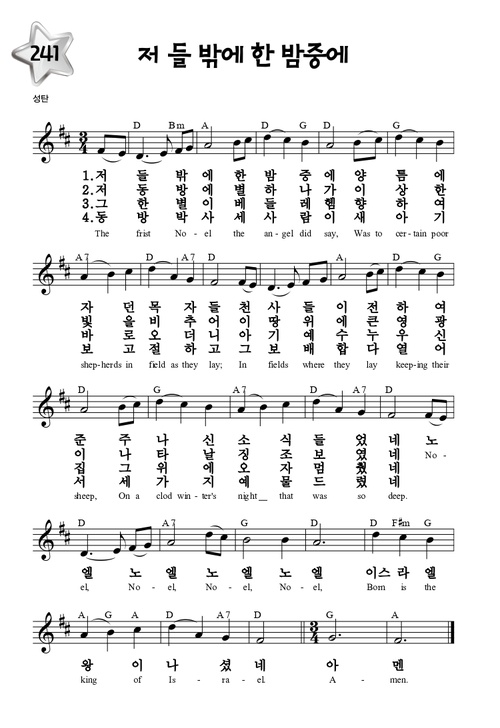 241
저 들 밖에 한 밤중에
성탄
D Bm A D G D G
1.저 들 밖 에 한 밤 중 에 양 틈 에
2.저 동 방 에 별 하 나 가 이 상 한
3.그 한 별 이 베 들 레 헴 향 하 여
4.동 방 박 사 세 사 람 이 새 아 기
The frist No - el the an-gel did say, Was to cer-tain poor
A7 D A7 D G A D G
자 던 목 자 들 천 사 들 이 전 하 여
빛 을 비 추 어 이 땅 위 에 큰 영 광
바 로 오 더 니 아 기 예 수 누 우 신
보 고 절 하 고 그 보 배 합 다 열 어
shep-herds in field as they lay; In fields where they lay keep-ing their
D A7 D G D A7 D
준 주 나 신 소 식 들 었 네 노
이 나 타 날 징 조 보 였 네 No -
집 그 위 에 오 자 멈 췄 네
서 세 가 지 예 물 드 렸 네
sheep, On a clod win-ter's night__ that was so deep.
D A7 G D D F#m G
엘 노 엘 노 엘 노 엘 이스 라 엘
el, No - el, No - el, No - el, Born is the
A G A D A7 D G A
왕 이 나 셨 네 아 멘
king of Is - ra - el. A - men.